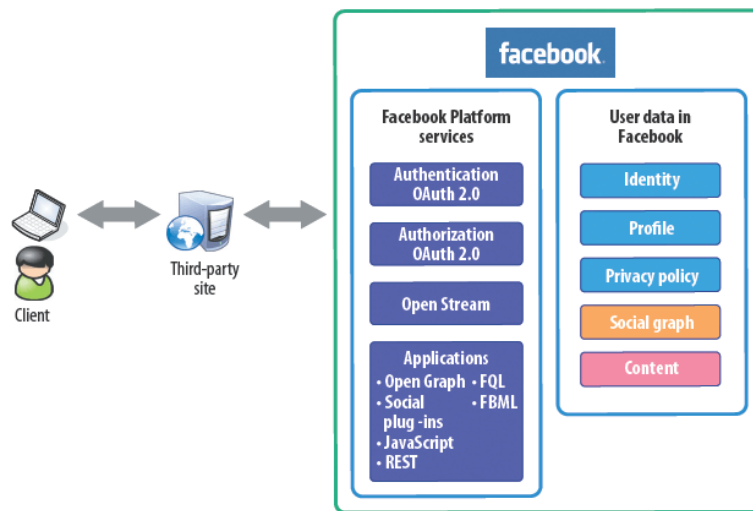 facebook.
Facebook Platform
services
Authentication
OAuth 2.0
Authorization
OAuth 2.0
Open Stream
Applications
• Open Graph
• Social
plug -ins
• JavaScript
• REST
• FQL
• FBML
User data in
Facebook
Identity
Profile
Privacy policy
Social graph
Content
Third-party
site
Client